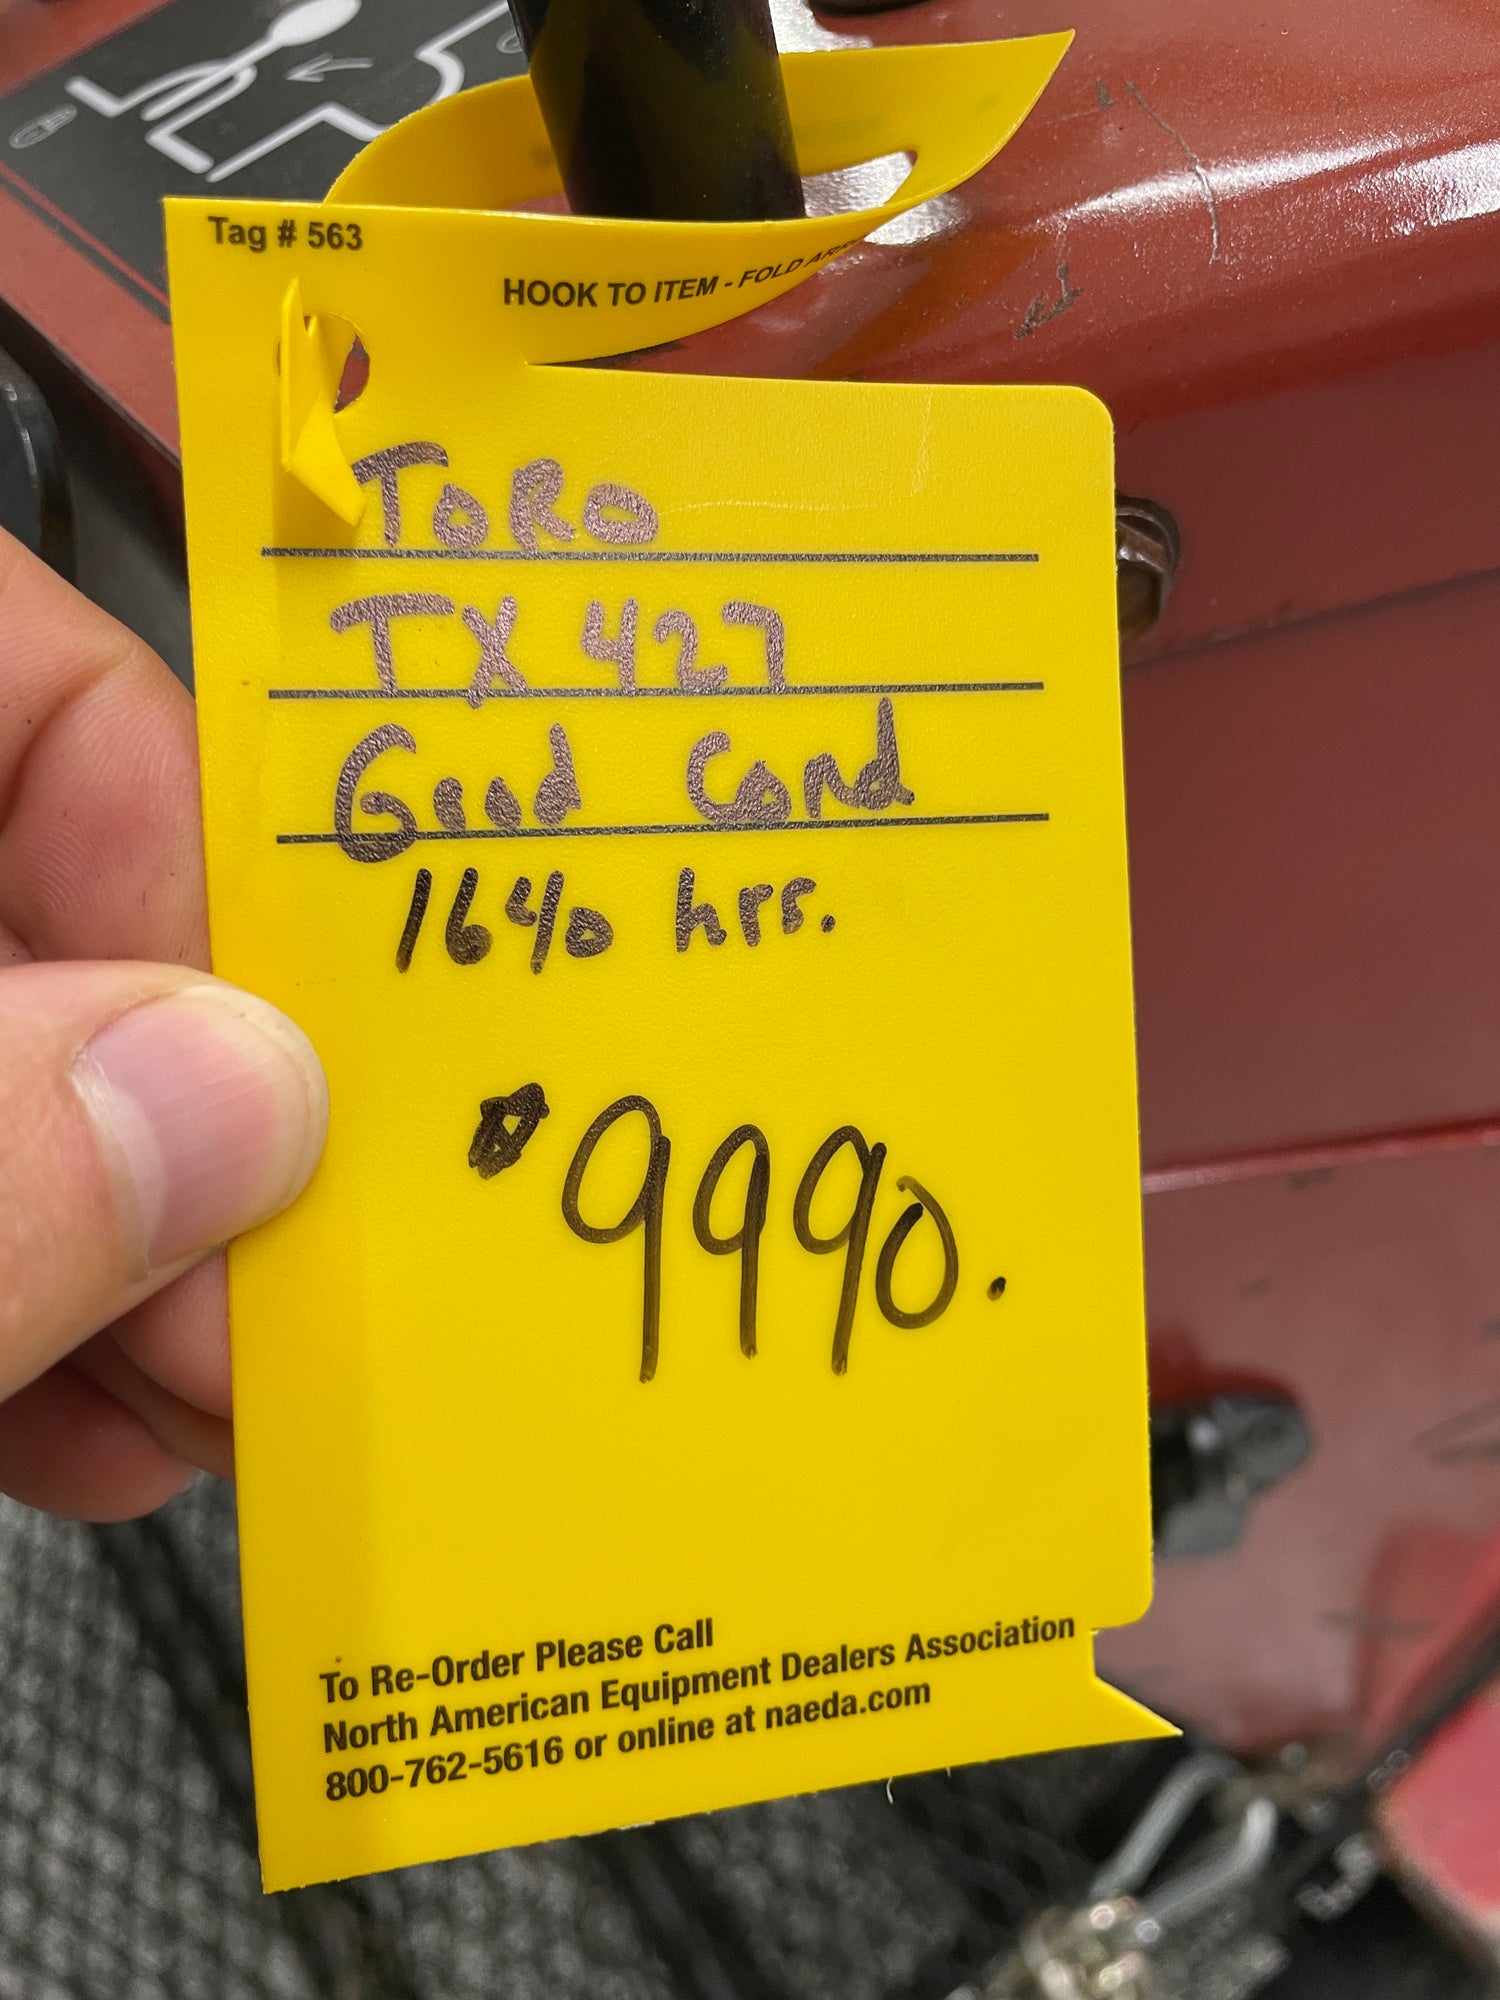 Tag # 563
HOOK TO ITEM - FOLD
TORO
TX 427
Good Cond
1640 hrs.
$9990.
To Re-Order Please Call
North American Equipment Dealers Association
800-762-5616 or online at naeda.com